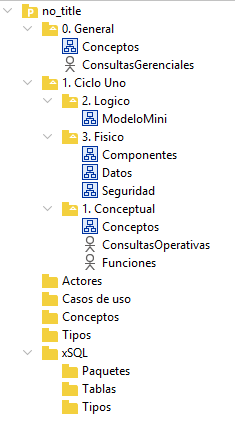 no_title
0. General
Conceptos
ConsultasGerenciales
1. Ciclo Uno
2. Logico
ModeloMini
3. Fisico
Componentes
Datos
Seguridad
1. Conceptual
Conceptos
ConsultasOperativas
Funciones
Actores
Casos de uso
Conceptos
Tipos
xSQL
Paquetes
Tablas
Tipos